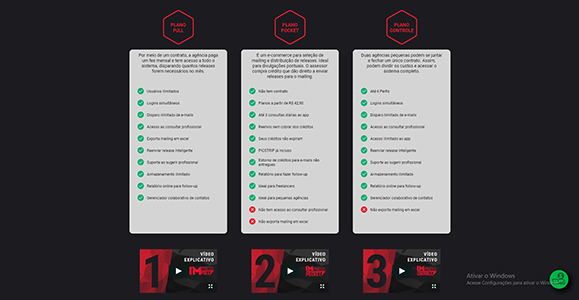 PLANO
FULL
Por meio de um contrato, a agência paga
um fee mensal e tem acesso a todo o
sistema, disparando quantos releases
forem necessários no mês.
Usuários ilimitados
Logins simultâneos
Disparo ilimitado de e-mails
Acesso ao consultar profissional
Exporta mailing em excel
Reenviar release inteligente
Suporte ao sugerir profissional
Armazenamento ilimitado
Relatório online para follow-up
Gerenciador colaborativo de contatos
PLANO
POCKET
É um e-commerce para seleção de
mailing e distribuição de releases. Ideal
para divulgações pontuais. O assessor
compra crédito que dão direito a enviar
releases para o mailing.
Não tem contrato
Planos a partir de R$ 42,90
Até 3 consultas diárias ao app
Reenvio sem cobrar dos créditos
Seus créditos não expiram
PICSTRIP já incluso
Estorno de créditos para e-mails não
entregues
Relatório para fazer follow-up
Ideal para freelancers
Ideal para pequenas agências
Não tem acesso ao consultar profissional
Não exporta mailing em excel
PLANO
CONTROLE
Duas agências pequenas podem se juntar
e fechar um único contrato. Assim,
podem dividir os custos e acessar o
sistema completo.
Até 6 Perfis
Logins simultâneos
Disparo ilimitado de e-mails
Acesso ao consultar profissional
Acesso ilimitado ao app
Reenviar release inteligente
Suporte ao sugerir profissional
Armazenamento ilimitado
Relatório online para follow-up
Gerenciador colaborativo de contatos
Não exporta mailing em excel
1
VÍDEO
EXPLICATIVO
2
VÍDEO
EXPLICATIVO
3
VÍDEO
EXPLICATIVO
Ativar o Windows
Acesse Configurações para ativar o